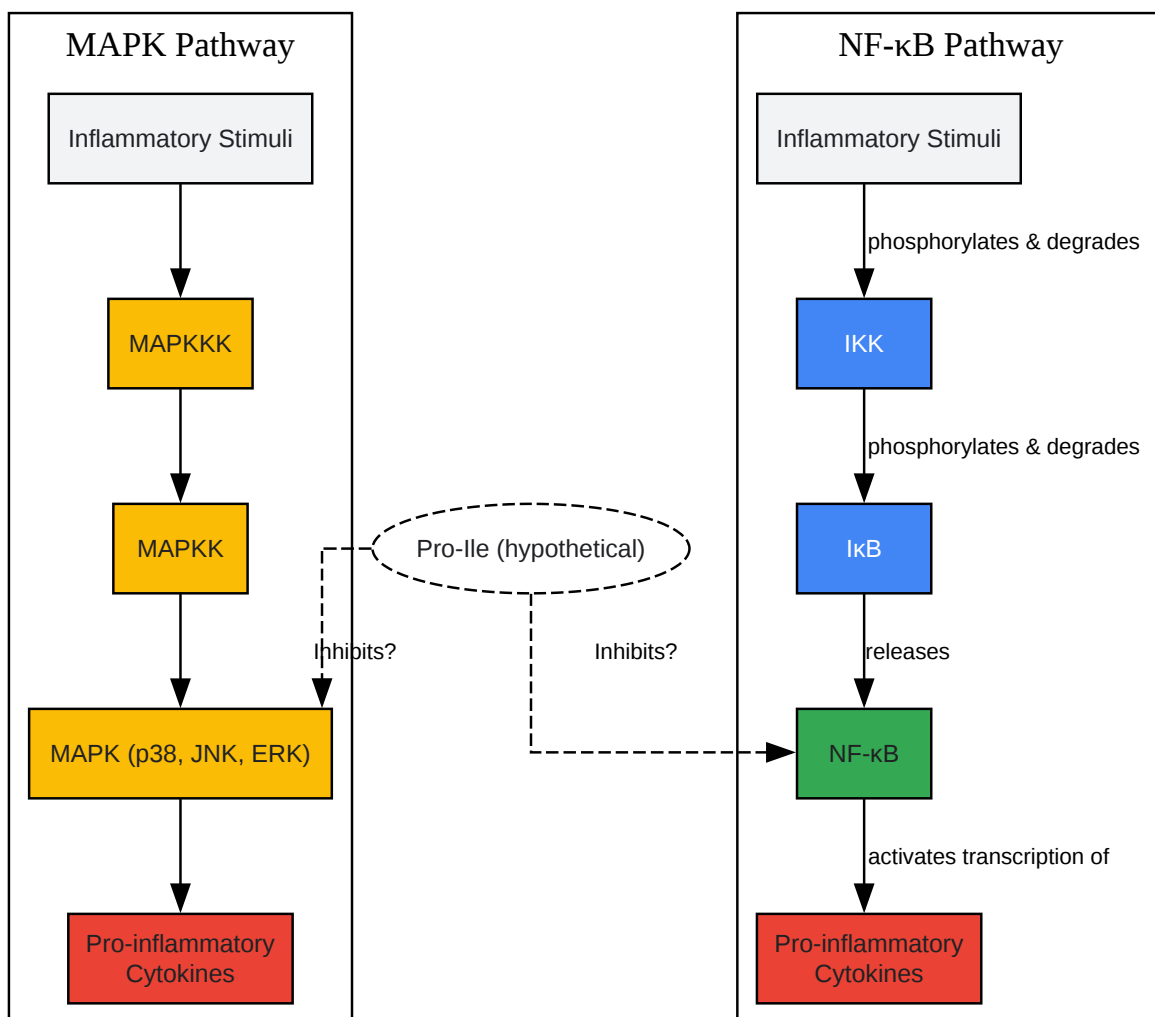 MAPK Pathway
Inflammatory Stimuli
MAPKKK
MAPKK
MAPK (p38, JNK, ERK)
Pro-inflammatory
Cytokines
Pro-Ile (hypothetical)
Inhibits?
Inhibits?
NF-κB Pathway
Inflammatory Stimuli
phosphorylates & degrades
IKK
phosphorylates & degrades
IκB
releases
NF-κB
activates transcription of
Pro-inflammatory
Cytokines